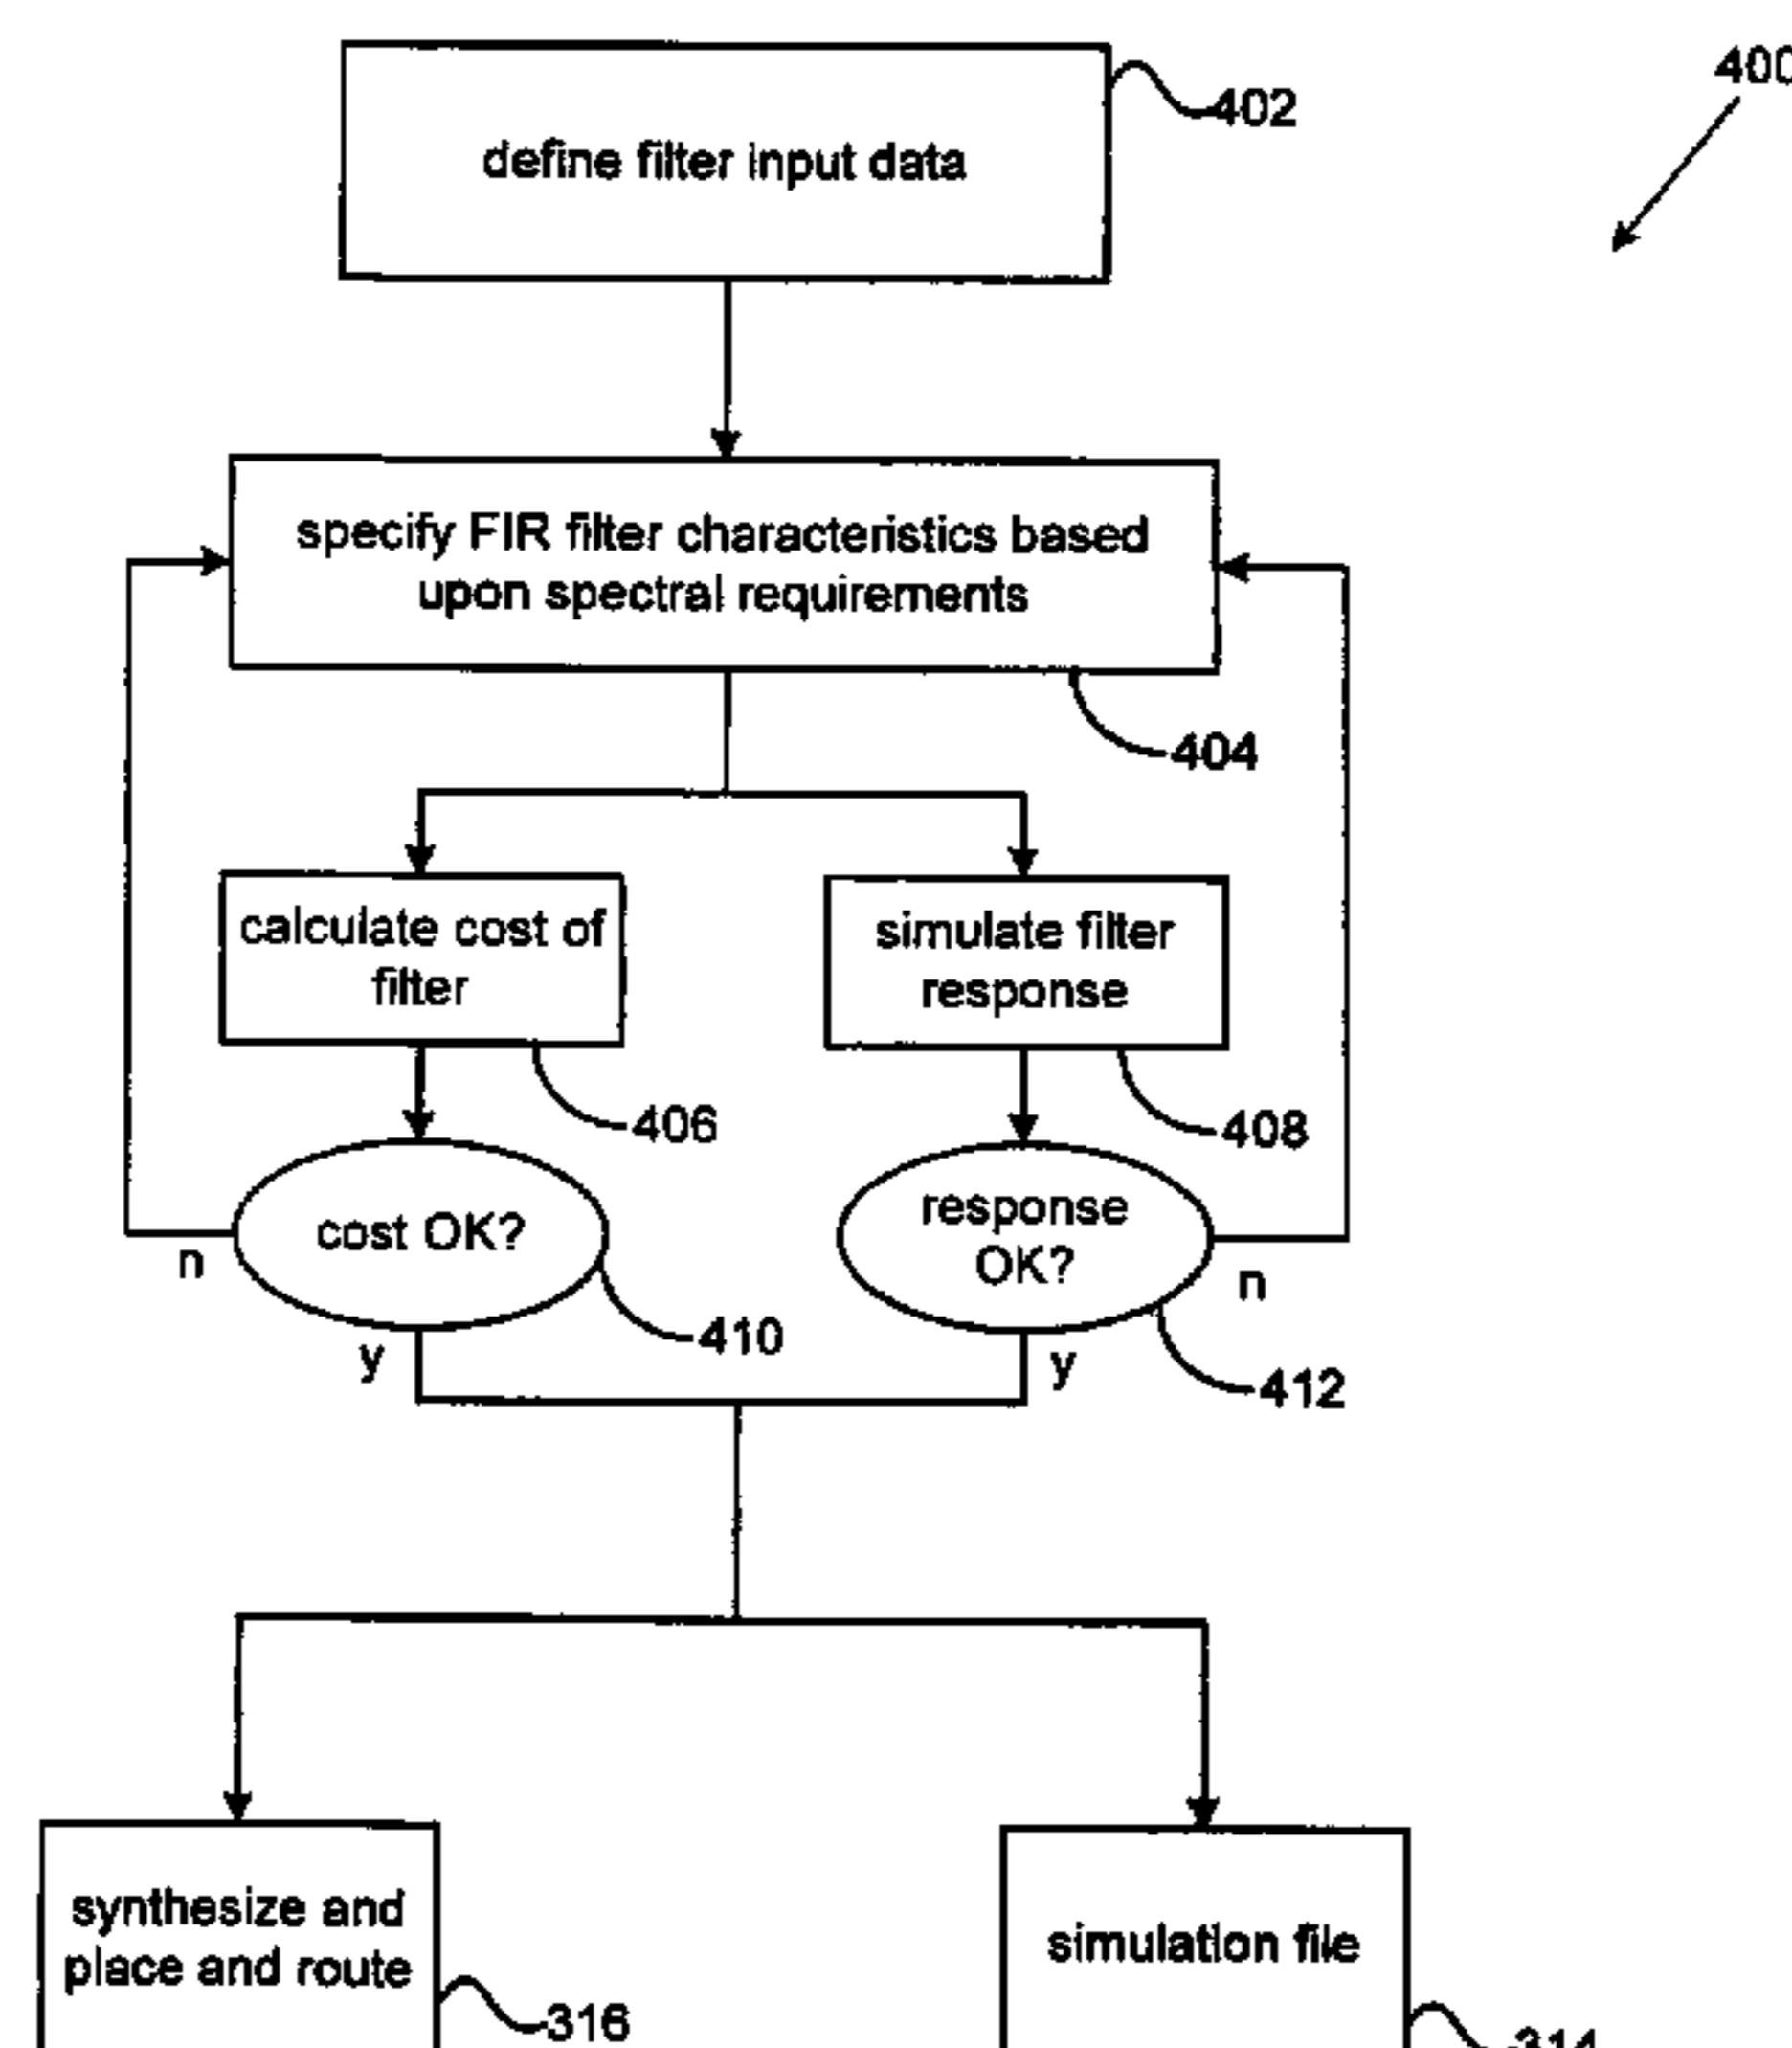 400
define filter input data
402
specify FIR filter characteristics based
upon spectral requirements
404
calculate cost of
filter
406
simulate filter
response
408
cost OK?
n
y
410
response
OK?
n
y
412
synthesize and
place and route
316
simulation file
314